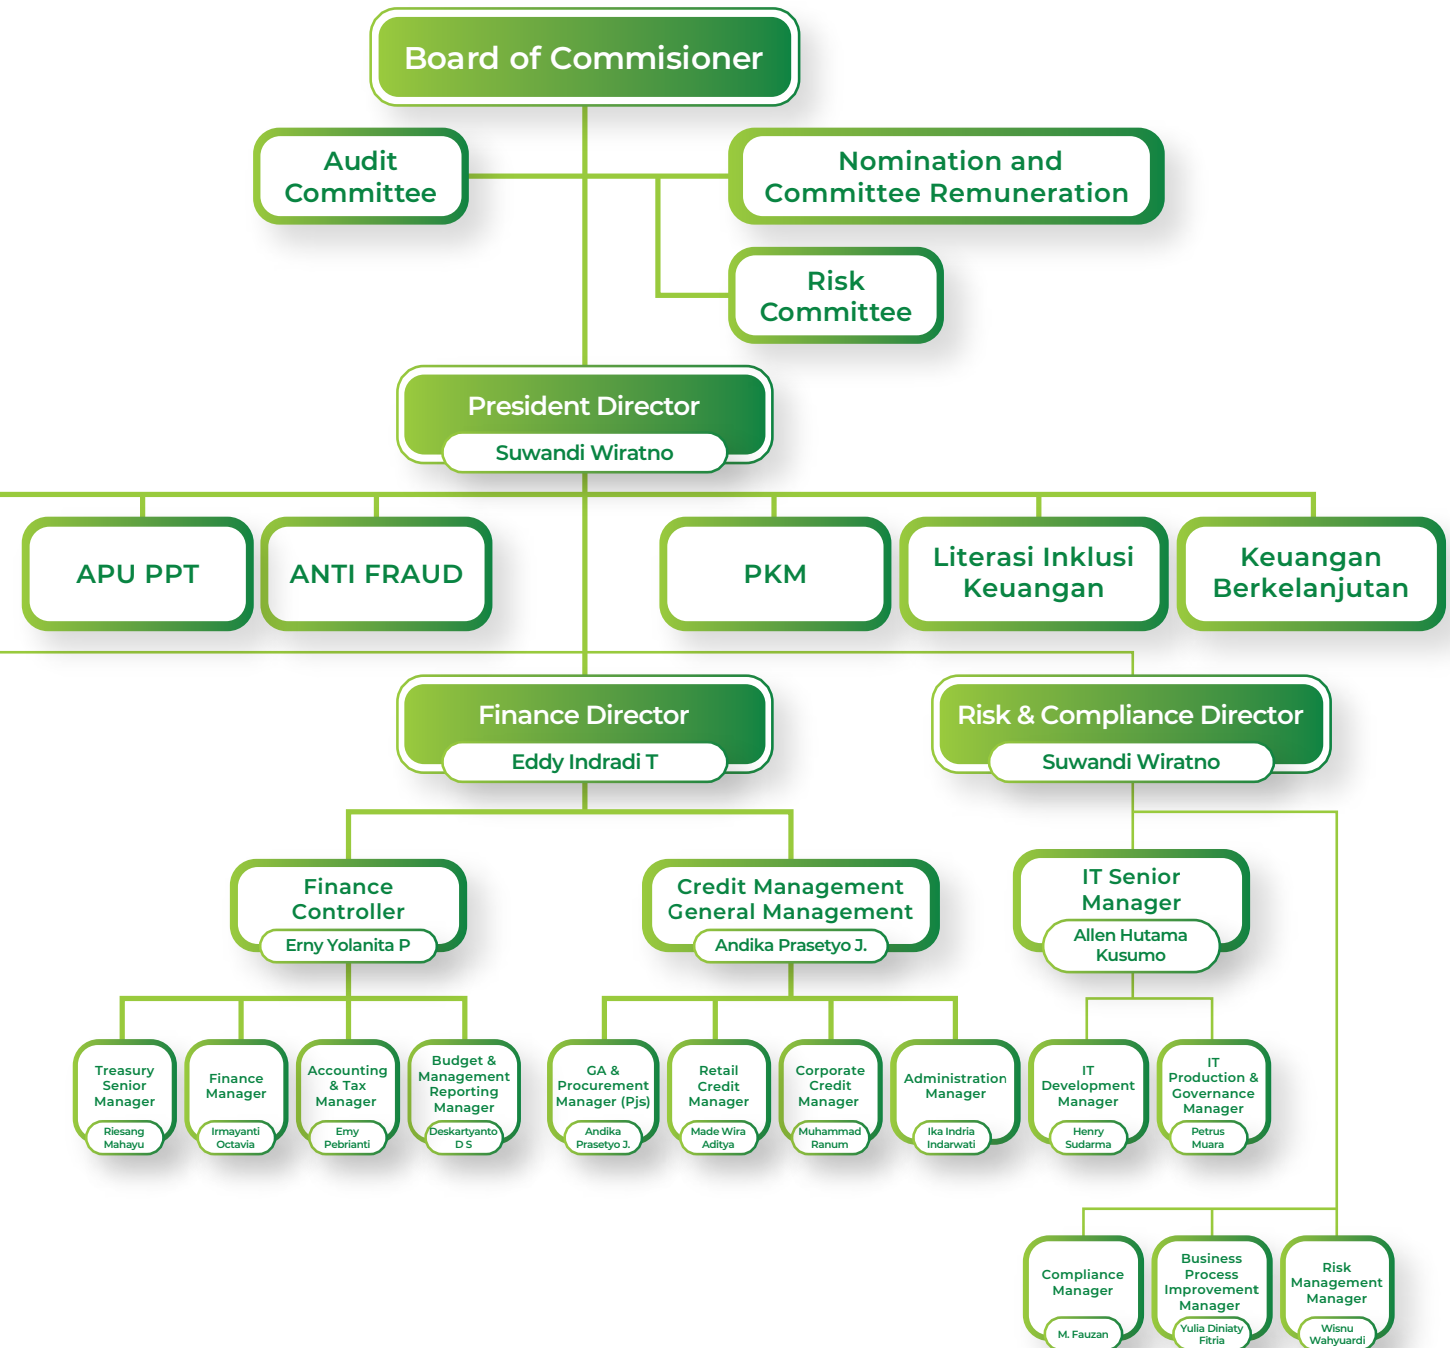 Board of Commisioner
Audit
Committee
Nomination and
Committee Remuneration
Risk
Committee
President Director
Suwandi Wiratno
APU PPT
ANTI FRAUD
PKM
Literasi Inklusi
Keuangan
Keuangan
Berkelanjutan
Finance Director
Eddy Indradi T
Risk & Compliance Director
Suwandi Wiratno
Finance
Controller
Erny Yolanita P
Credit Management
General Management
Andika Prasetyo J.
IT Senior
Manager
Allen Hutama
Kusumo
Treasury
Senior
Manager
Riesang
Mahayu
Finance
Manager
Irmayanti
Octavia
Accounting
& Tax
Manager
Emy
Pebrianti
Budget &
Management
Reporting
Manager
Deskartyanto
D S
GA &
Procurement
Manager (Pjs)
Andika
Prasetyo J.
Retail
Credit
Manager
Made Wira
Aditya
Corporate
Credit
Manager
Muhammad
Ranum
Administration
Manager
Ika Indria
Indarwati
IT
Development
Manager
Henry
Sudarma
IT
Production &
Governance
Manager
Petrus
Muara
Compliance
Manager
M. Fauzan
Business
Process
Improvement
Manager
Yulia Diniaty
Fitria
Risk
Management
Manager
Wisnu
Wahyuardi